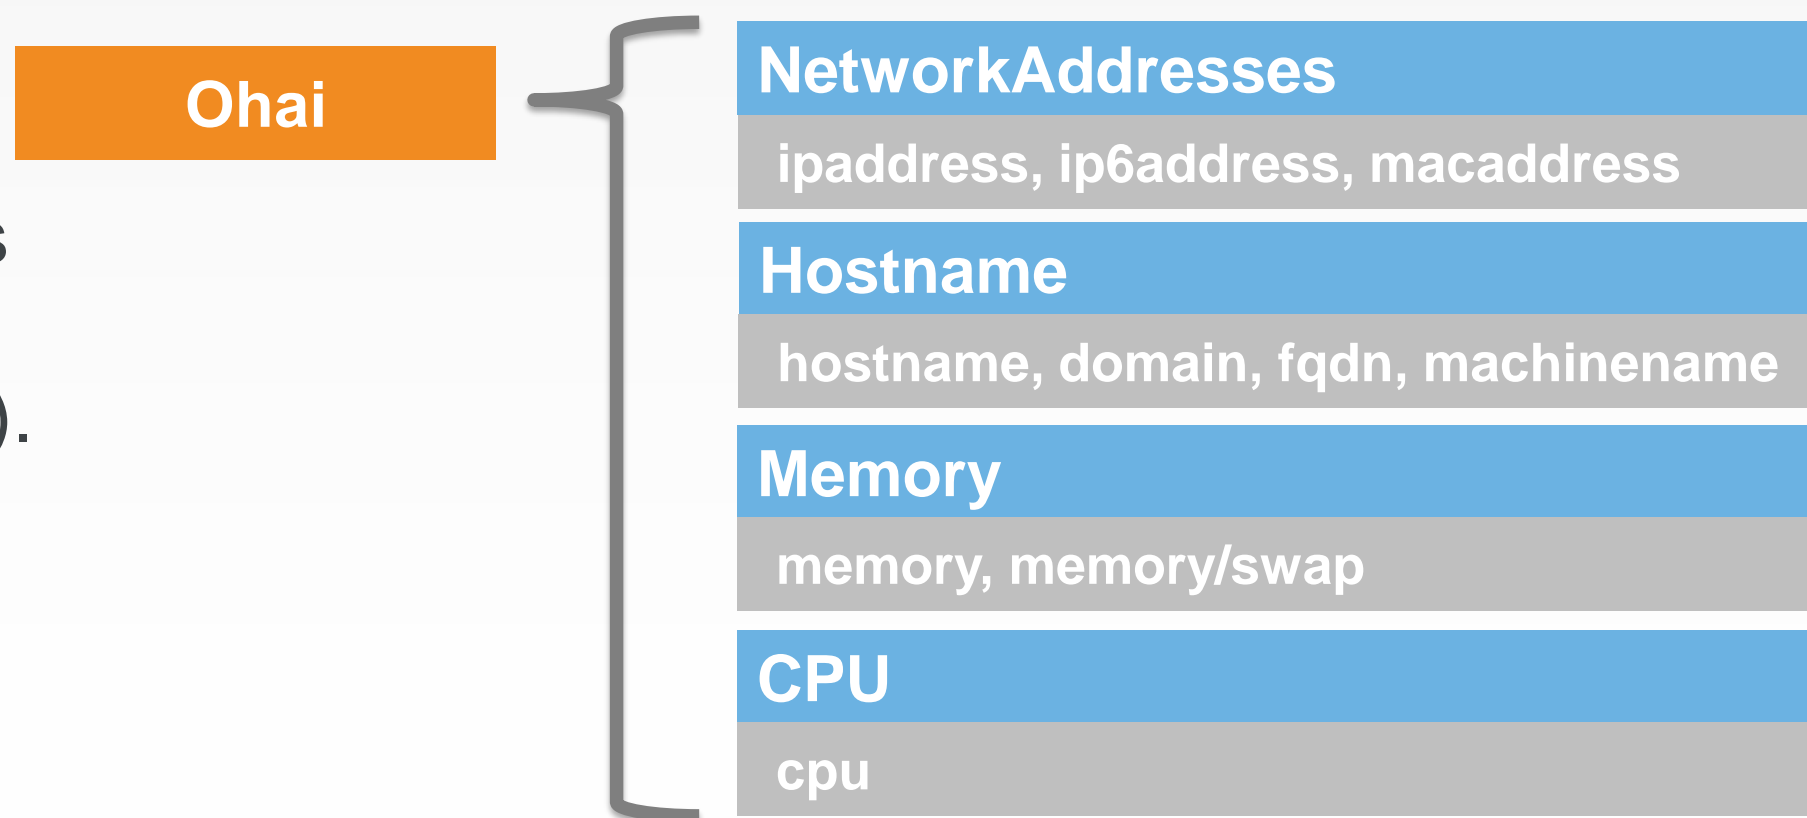 Ohai
s
).
NetworkAddresses
ipaddress, ip6address, macaddress
Hostname
hostname, domain, fqdn, machinename
Memory
memory, memory/swap
CPU
cpu